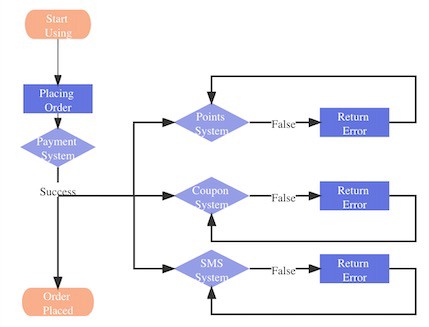 Start
Using
Placing
Order
Payment
System
Success
Order
Placed
Points
System
False
Return
Error
Coupon
System
False
Return
Error
SMS
System
False
Return
Error